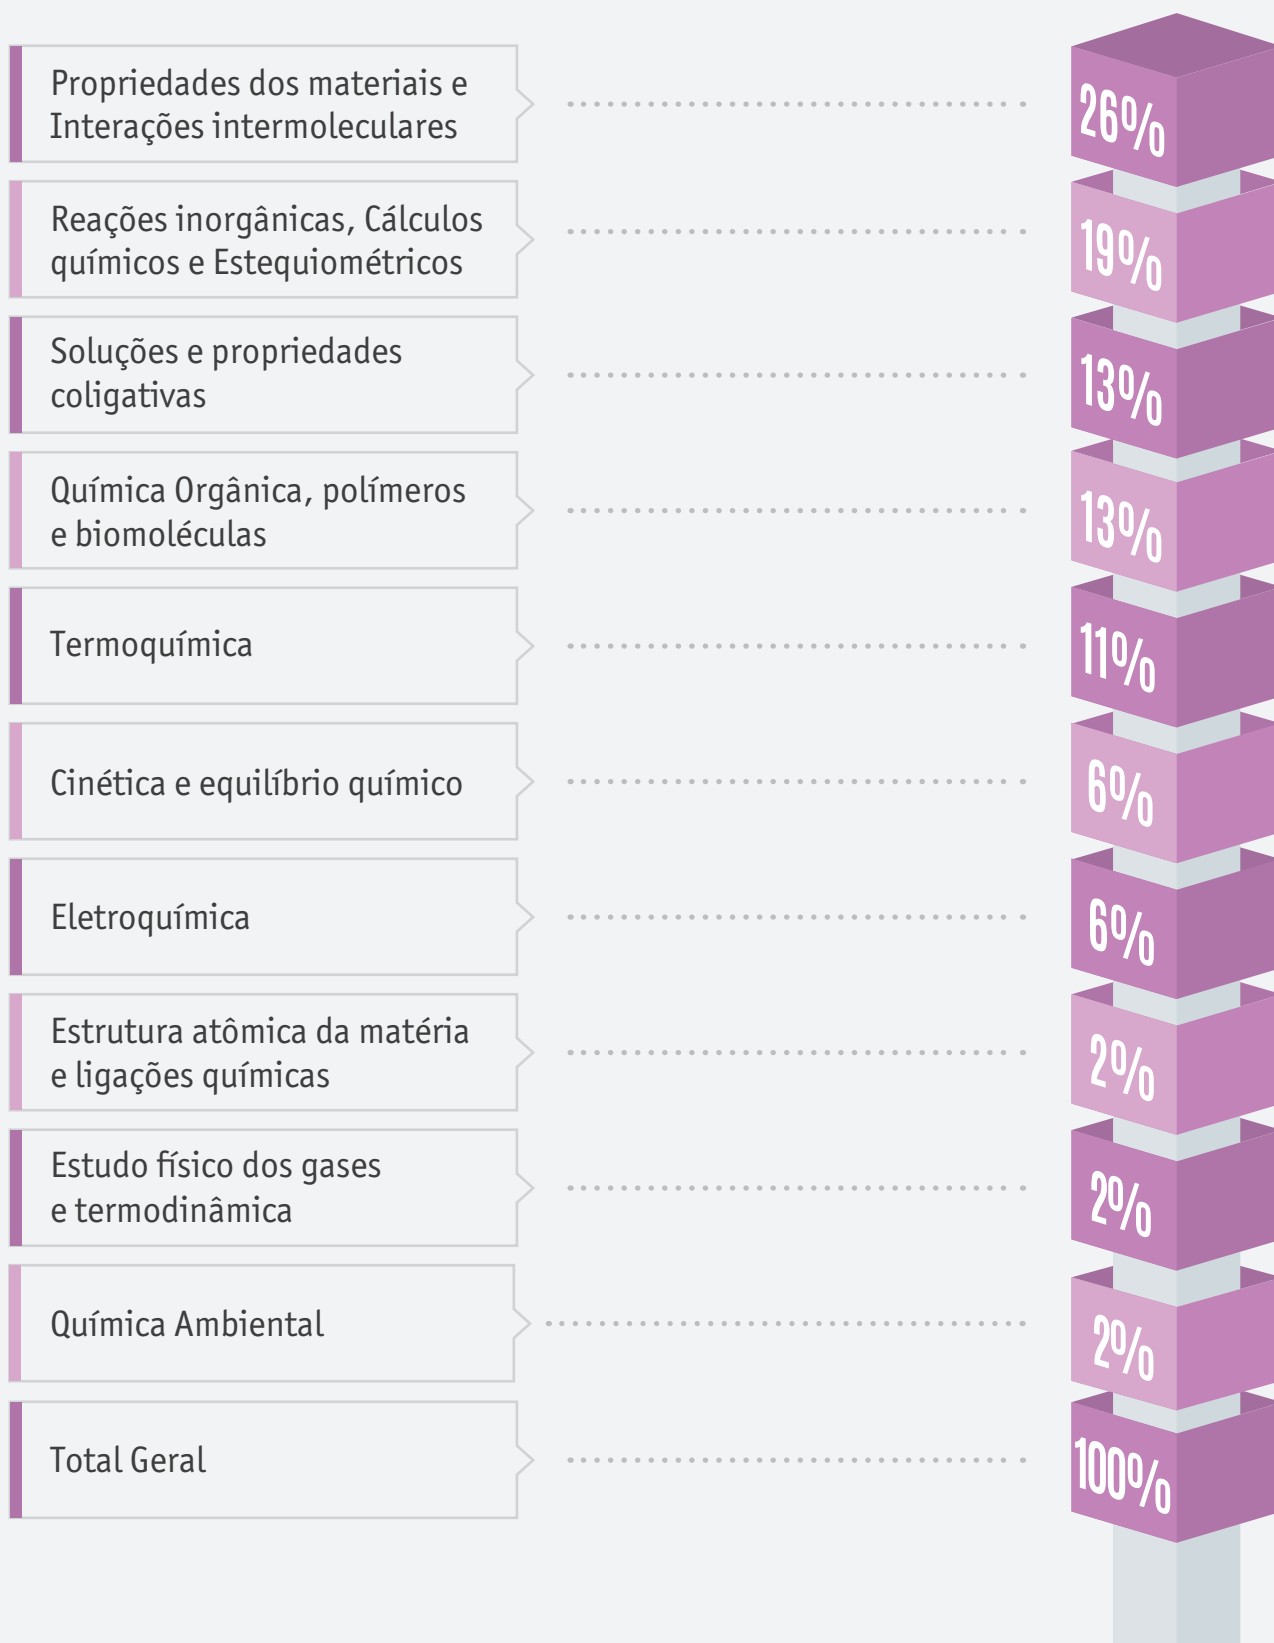 Propriedades dos materiais e
Interações intermoleculares
26%
Reações inorgânicas, Cálculos
químicos e Estequiométricos
19%
Soluções e propriedades
coligativas
13%
Química Orgânica, polímeros
e biomoléculas
13%
Termoquímica
11%
Cinética e equilíbrio químico
6%
Eletroquímica
6%
Estrutura atômica da matéria
e ligações químicas
2%
Estudo físico dos gases
e termodinâmica
2%
Química Ambiental
2%
Total Geral
100%